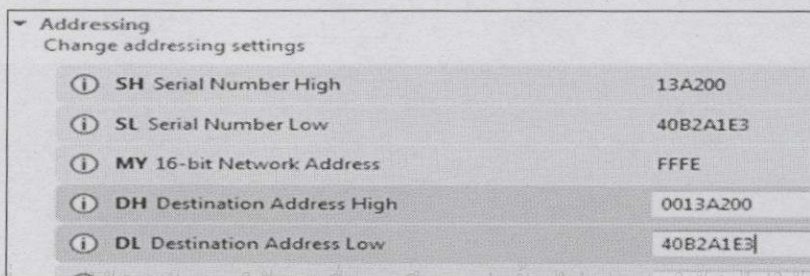 Addressing
Change addressing settings
SH Serial Number High 13A200
SL Serial Number Low 40B2A1E3
MY 16-bit Network Address FFFE
DH Destination Address High 0013A200
DL Destination Address Low 40B2A1E3